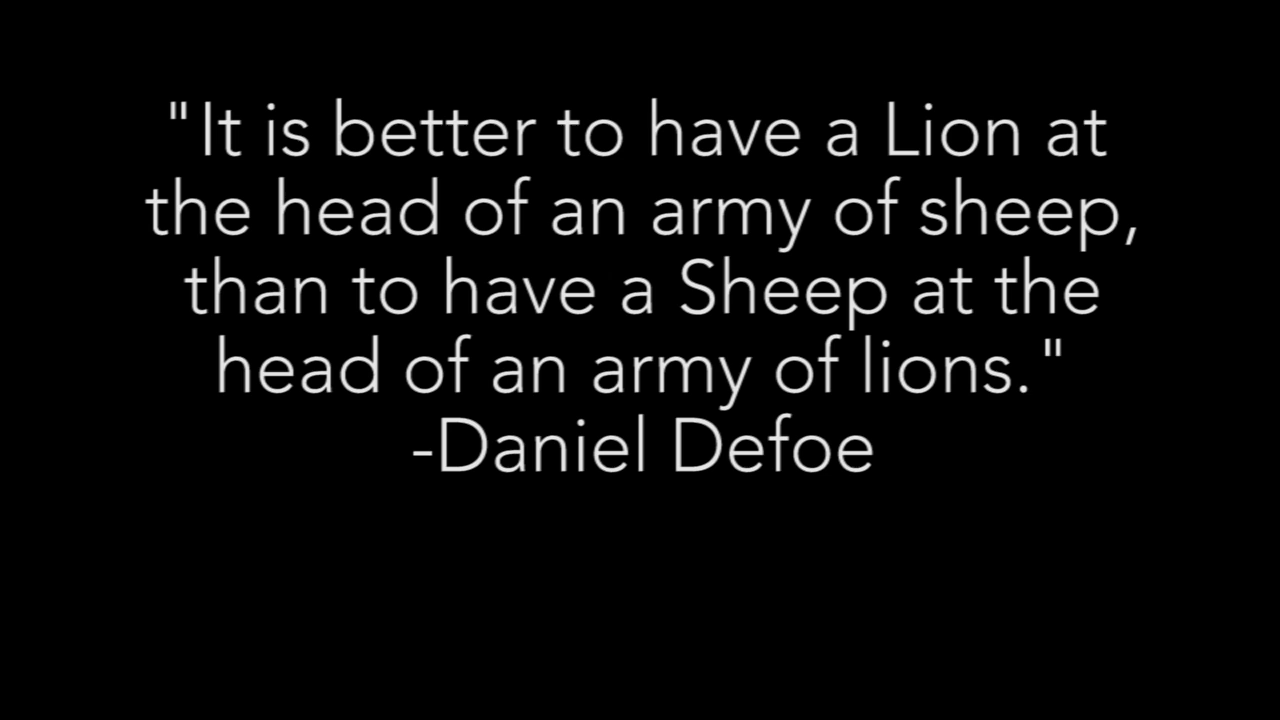 "It is better to have a Lion at
the head of an army of sheep,
than to have a Sheep at the
head of an army of lions."
-Daniel Defoe